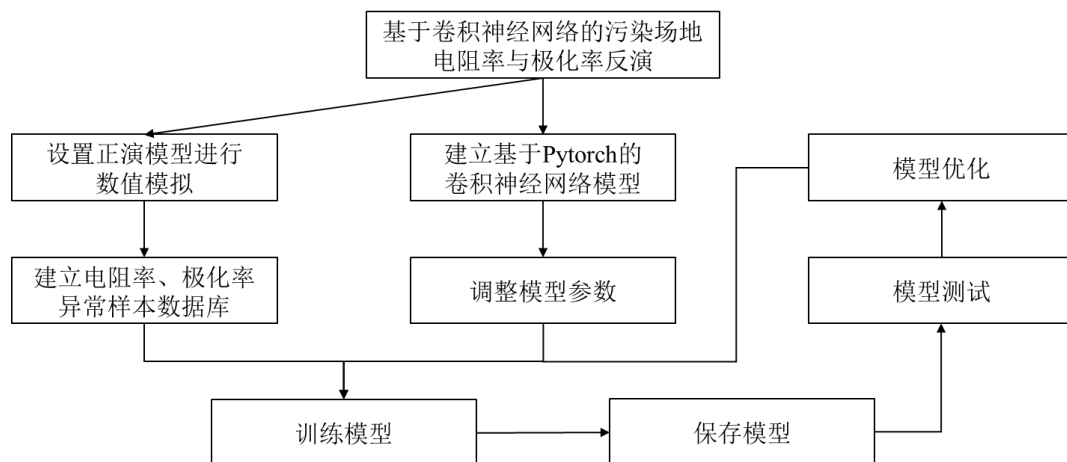 基于卷积神经网络的污染场地
电阻率与极化率反演
设置正演模型进行
数值模拟
建立基于Pytorch的
卷积神经网络模型
模型优化
建立电阻率、极化率
异常样本数据库
调整模型参数
模型测试
训练模型
保存模型